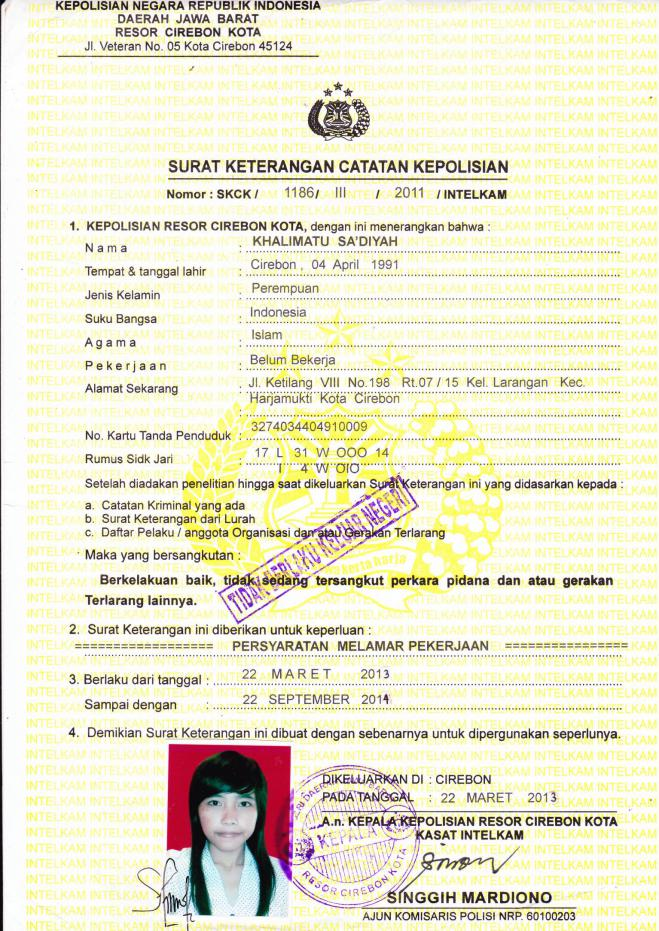 KEPOLISIAN NEGARA REPUBLIK INDONESIA
DAERAH JAWA BARAT
RESOR CIREBON KOTA
Jl. Veteran No. 05 Kota Cirebon 45124
SURAT KETERANGAN CATATAN KEPOLISIAN
Nomor : SKCK / 1186/ III / 2011 / INTELKAM
1. KEPOLISIAN RESOR CIREBON KOTA, dengan ini menerangkan bahwa :
N a m a : KHALIMATU SA'DIYAH
Tempat & tanggal lahir : Cirebon , 04 April 1991
Jenis Kelamin : Perempuan
Suku Bangsa : Indonesia
A g a m a : Islam
P e k e r j a a n : Belum Bekerja
Alamat Sekarang : Jl. Ketilang VIII No.198 Rt.07 / 15 Kel. Larangan Kec.
: Harjamukti Kota Cirebon
No. Kartu Tanda Penduduk : 3274034404910009
Rumus Sidk Jari : 17 L 31 W OOO 14
I 4 W OIO
Setelah diadakan penelitian hingga saat dikeluarkan Surat Keterangan ini yang didasarkan kepada :
a. Catatan Kriminal yang ada
b. Surat Keterangan dari Lurah
c. Daftar Pelaku / anggota Organisasi dan atau Gerakan Terlarang
TIDAK BERLAKU KELUAR NEGERI
Maka yang bersangkutan :
Berkelakuan baik, tidak sedang tersangkut perkara pidana dan atau gerakan
Terlarang lainnya.
2. Surat Keterangan ini diberikan untuk keperluan :
================== PERSYARATAN MELAMAR PEKERJAAN ================
3. Berlaku dari tanggal : 22 MARET 2013
Sampai dengan : 22 SEPTEMBER 2014
4. Demikian Surat Keterangan ini dibuat dengan sebenarnya untuk dipergunakan seperlunya.
DIKELUARKAN DI : CIREBON
PADA TANGGAL : 22 MARET 2013
A.n. KEPALA KEPOLISIAN RESOR CIREBON KOTA
KASAT INTELKAM
KEPALA
RESOR CIREBON KOTA
SINGGIH MARDIONO
AJUN KOMISARIS POLISI NRP. 60100203